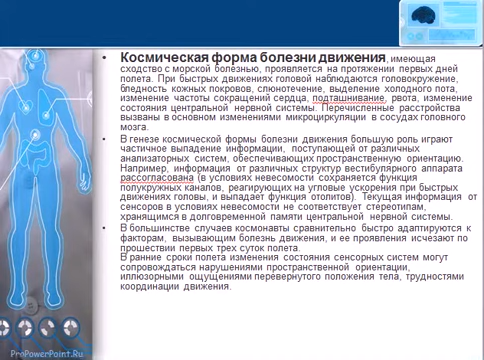 Космическая форма болезни движения, имеющая
сходство с морской болезнью, проявляется на протяжении первых дней
полета. При быстрых движениях головой наблюдаются головокружение,
бледность кожных покровов, слюнотечение, выделение холодного пота,
изменение частоты сокращений сердца, подташнивание, рвота, изменение
состояния центральной нервной системы. Перечисленные расстройства
вызваны в основном изменениями микроциркуляции в сосудах головного
мозга.
В генезе космической формы болезни движения большую роль играют
частичное выпадение информации, поступающей от различных
анализаторных систем, обеспечивающих пространственную ориентацию.
Например, информация от различных структур вестибулярного аппарата
рассогласована (в условиях невесомости сохраняется функция
полукружных каналов, реагирующих на угловые ускорения при быстрых
движениях головы, и выпадает функция отолитов). Текущая информация от
сенсоров в условиях невесомости не соответствует стереотипам,
хранящимся в долговременной памяти центральной нервной системы.
В большинстве случаев космонавты сравнительно быстро адаптируются к
факторам, вызывающим болезнь движения, и ее проявления исчезают по
прошествии первых трех суток полета.
В ранние сроки полета изменения состояния сенсорных систем могут
сопровождаться нарушениями пространственной ориентации,
иллюзорными ощущениями перевернутого положения тела, трудностями
координации движения.
ProPowerPoint.Ru